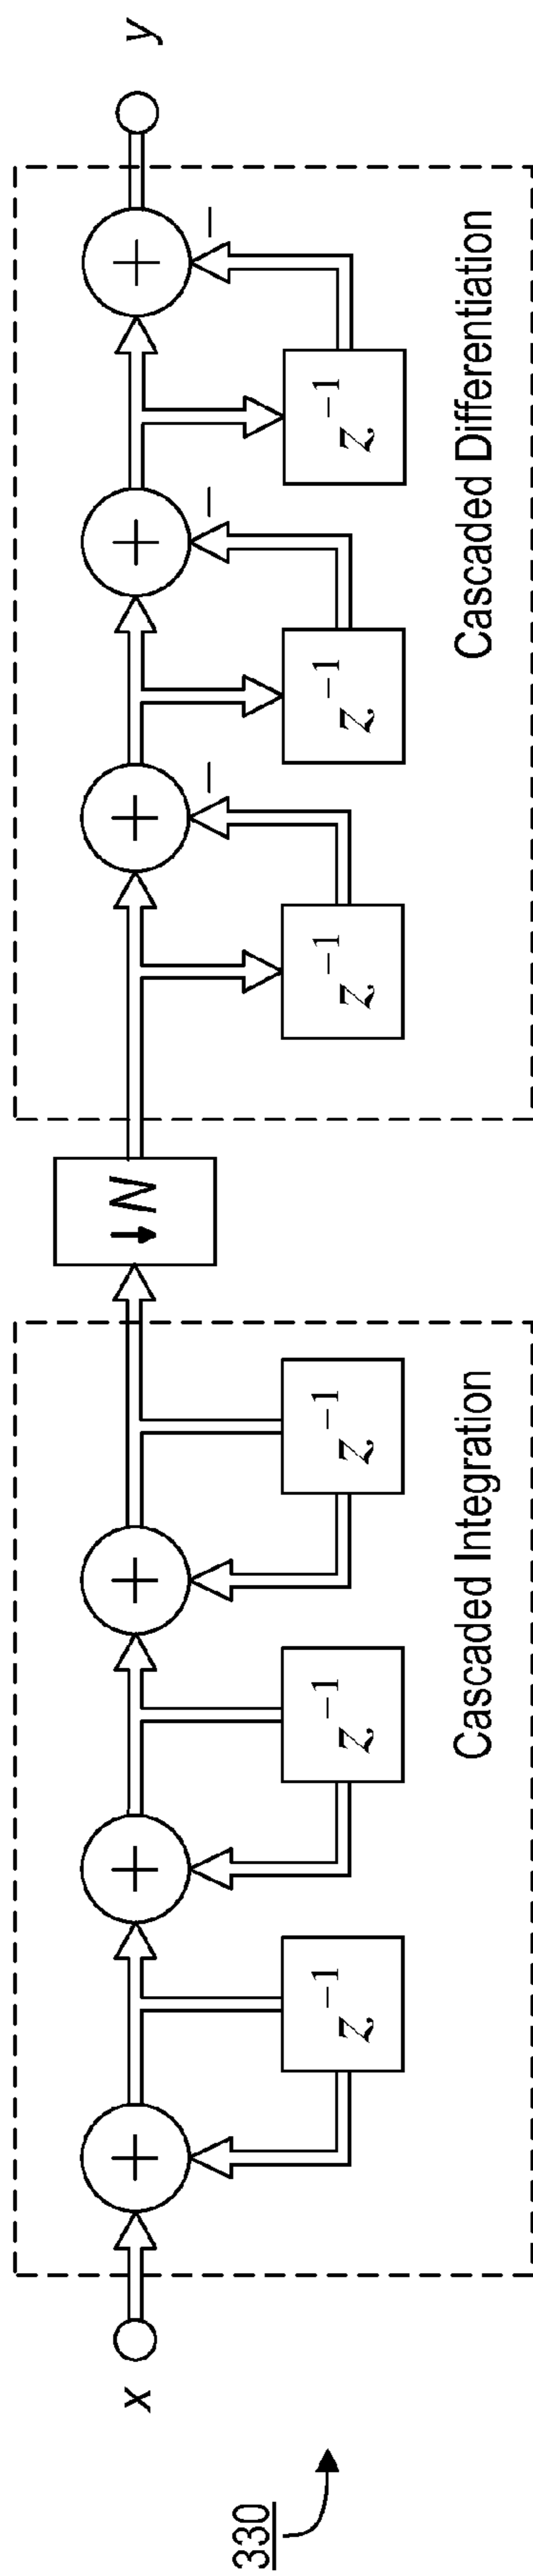 330
x
+
+
+
z⁻¹
z⁻¹
z⁻¹
Cascaded Integration
↓N
+
−
+
−
+
−
z⁻¹
z⁻¹
z⁻¹
Cascaded Differentiation
y